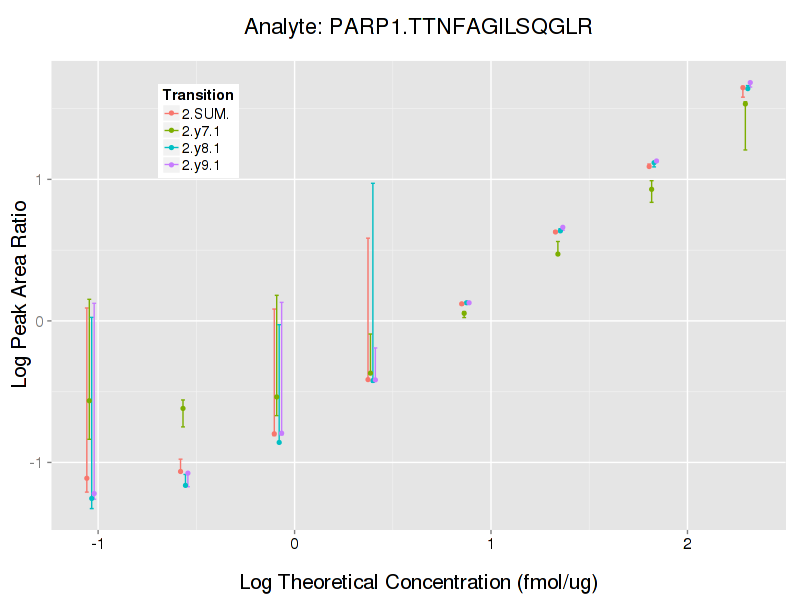 Analyte: PARP1.TTNFAGILSQGLR
Transition
2.SUM.
2.y7.1
2.y8.1
2.y9.1
Log Peak Area Ratio
1
0
-1
-1 0 1 2
Log Theoretical Concentration (fmol/ug)